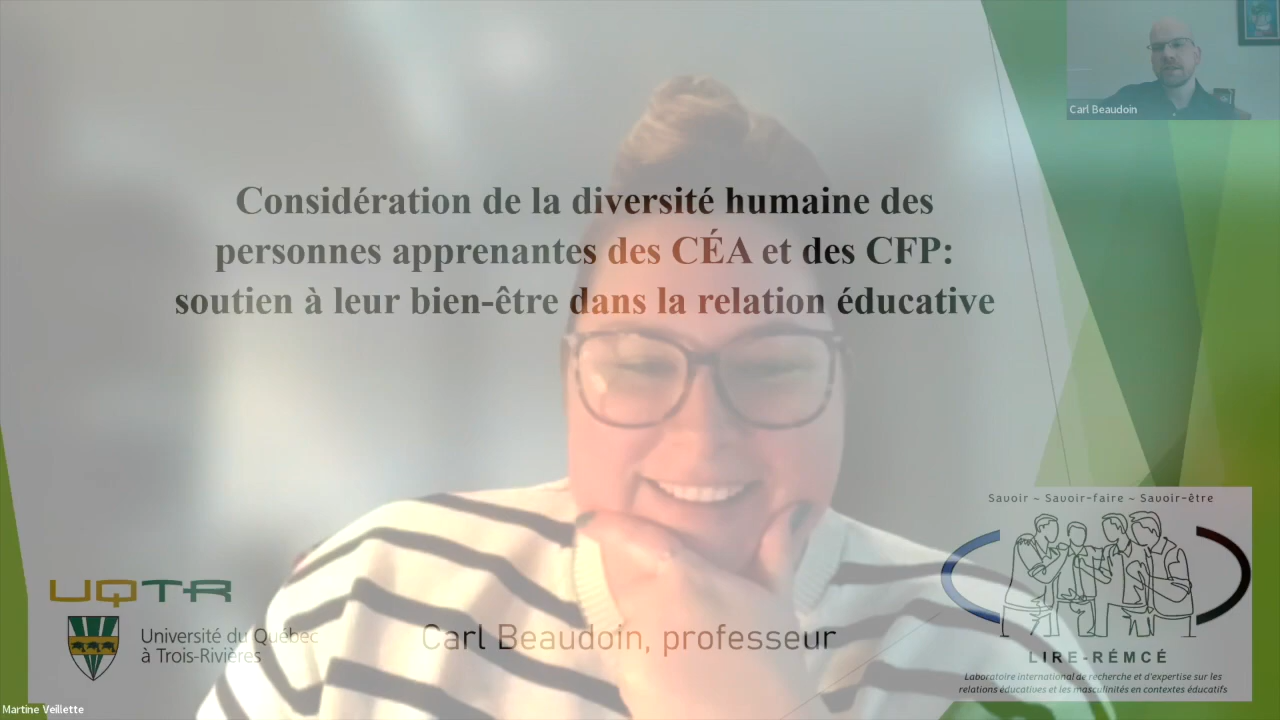 Carl Beaudoin
Considération de la diversité humaine des
personnes apprenantes des CÉA et des CFP:
soutien à leur bien-être dans la relation éducative
Savoir ~ Savoir-faire ~ Savoir-être
UQTR
Université du Québec
à Trois-Rivières
Carl Beaudoin, professeur
LIRE-RÉMCÉ
Laboratoire international de recherche et d'expertise sur les
relations éducatives et les masculinités en contextes éducatifs
Martine Veillette